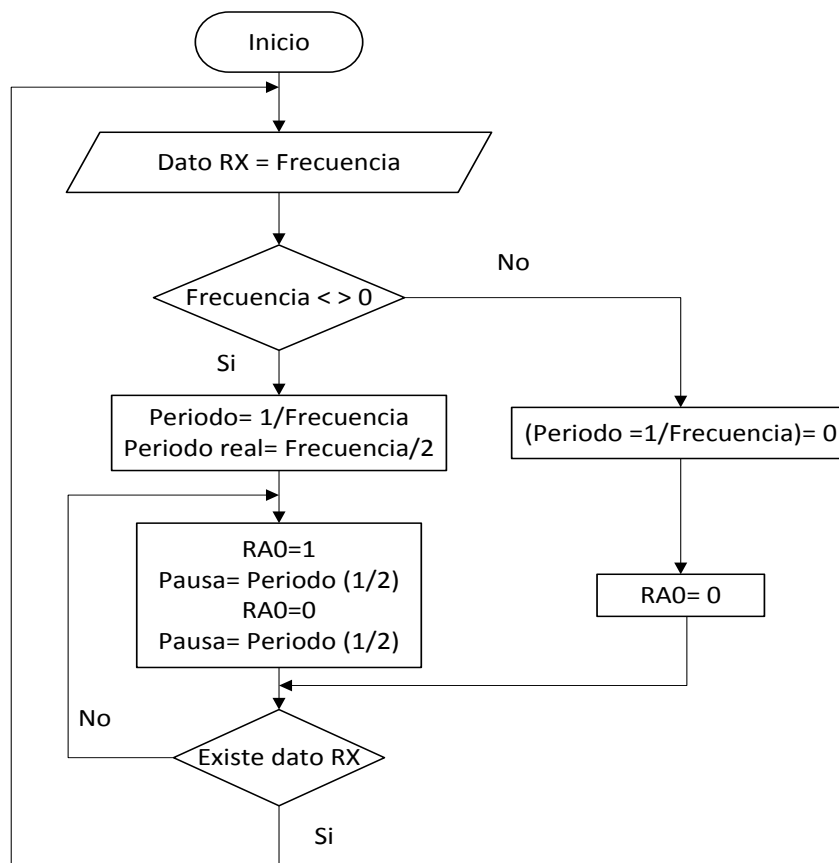 Inicio
Dato RX = Frecuencia
Frecuencia < > 0
No
Si
Periodo= 1/Frecuencia
Periodo real= Frecuencia/2
(Periodo =1/Frecuencia)= 0
RA0=1
Pausa= Periodo (1/2)
RA0=0
Pausa= Periodo (1/2)
RA0= 0
No
Existe dato RX
Si